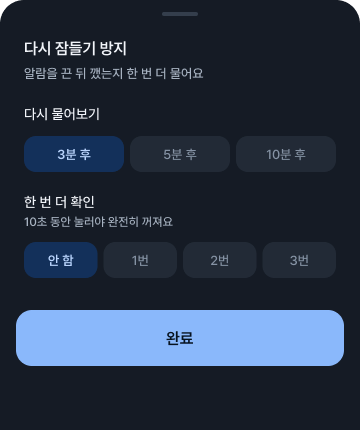 다시 잠들기 방지
알람을 끈 뒤 깼는지 한 번 더 물어요
다시 물어보기
3분 후 5분 후 10분 후
한 번 더 확인
10초 동안 눌러야 완전히 꺼져요
안 함 1번 2번 3번
완료